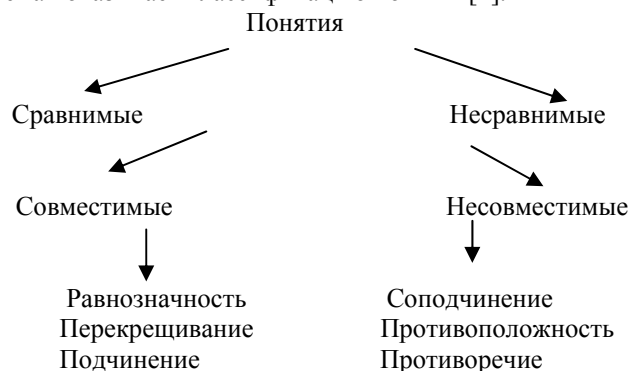 Понятия
Сравнимые Несравнимые
Совместимые Несовместимые
Равнозначность Соподчинение
Перекрещивание Противоположность
Подчинение Противоречие